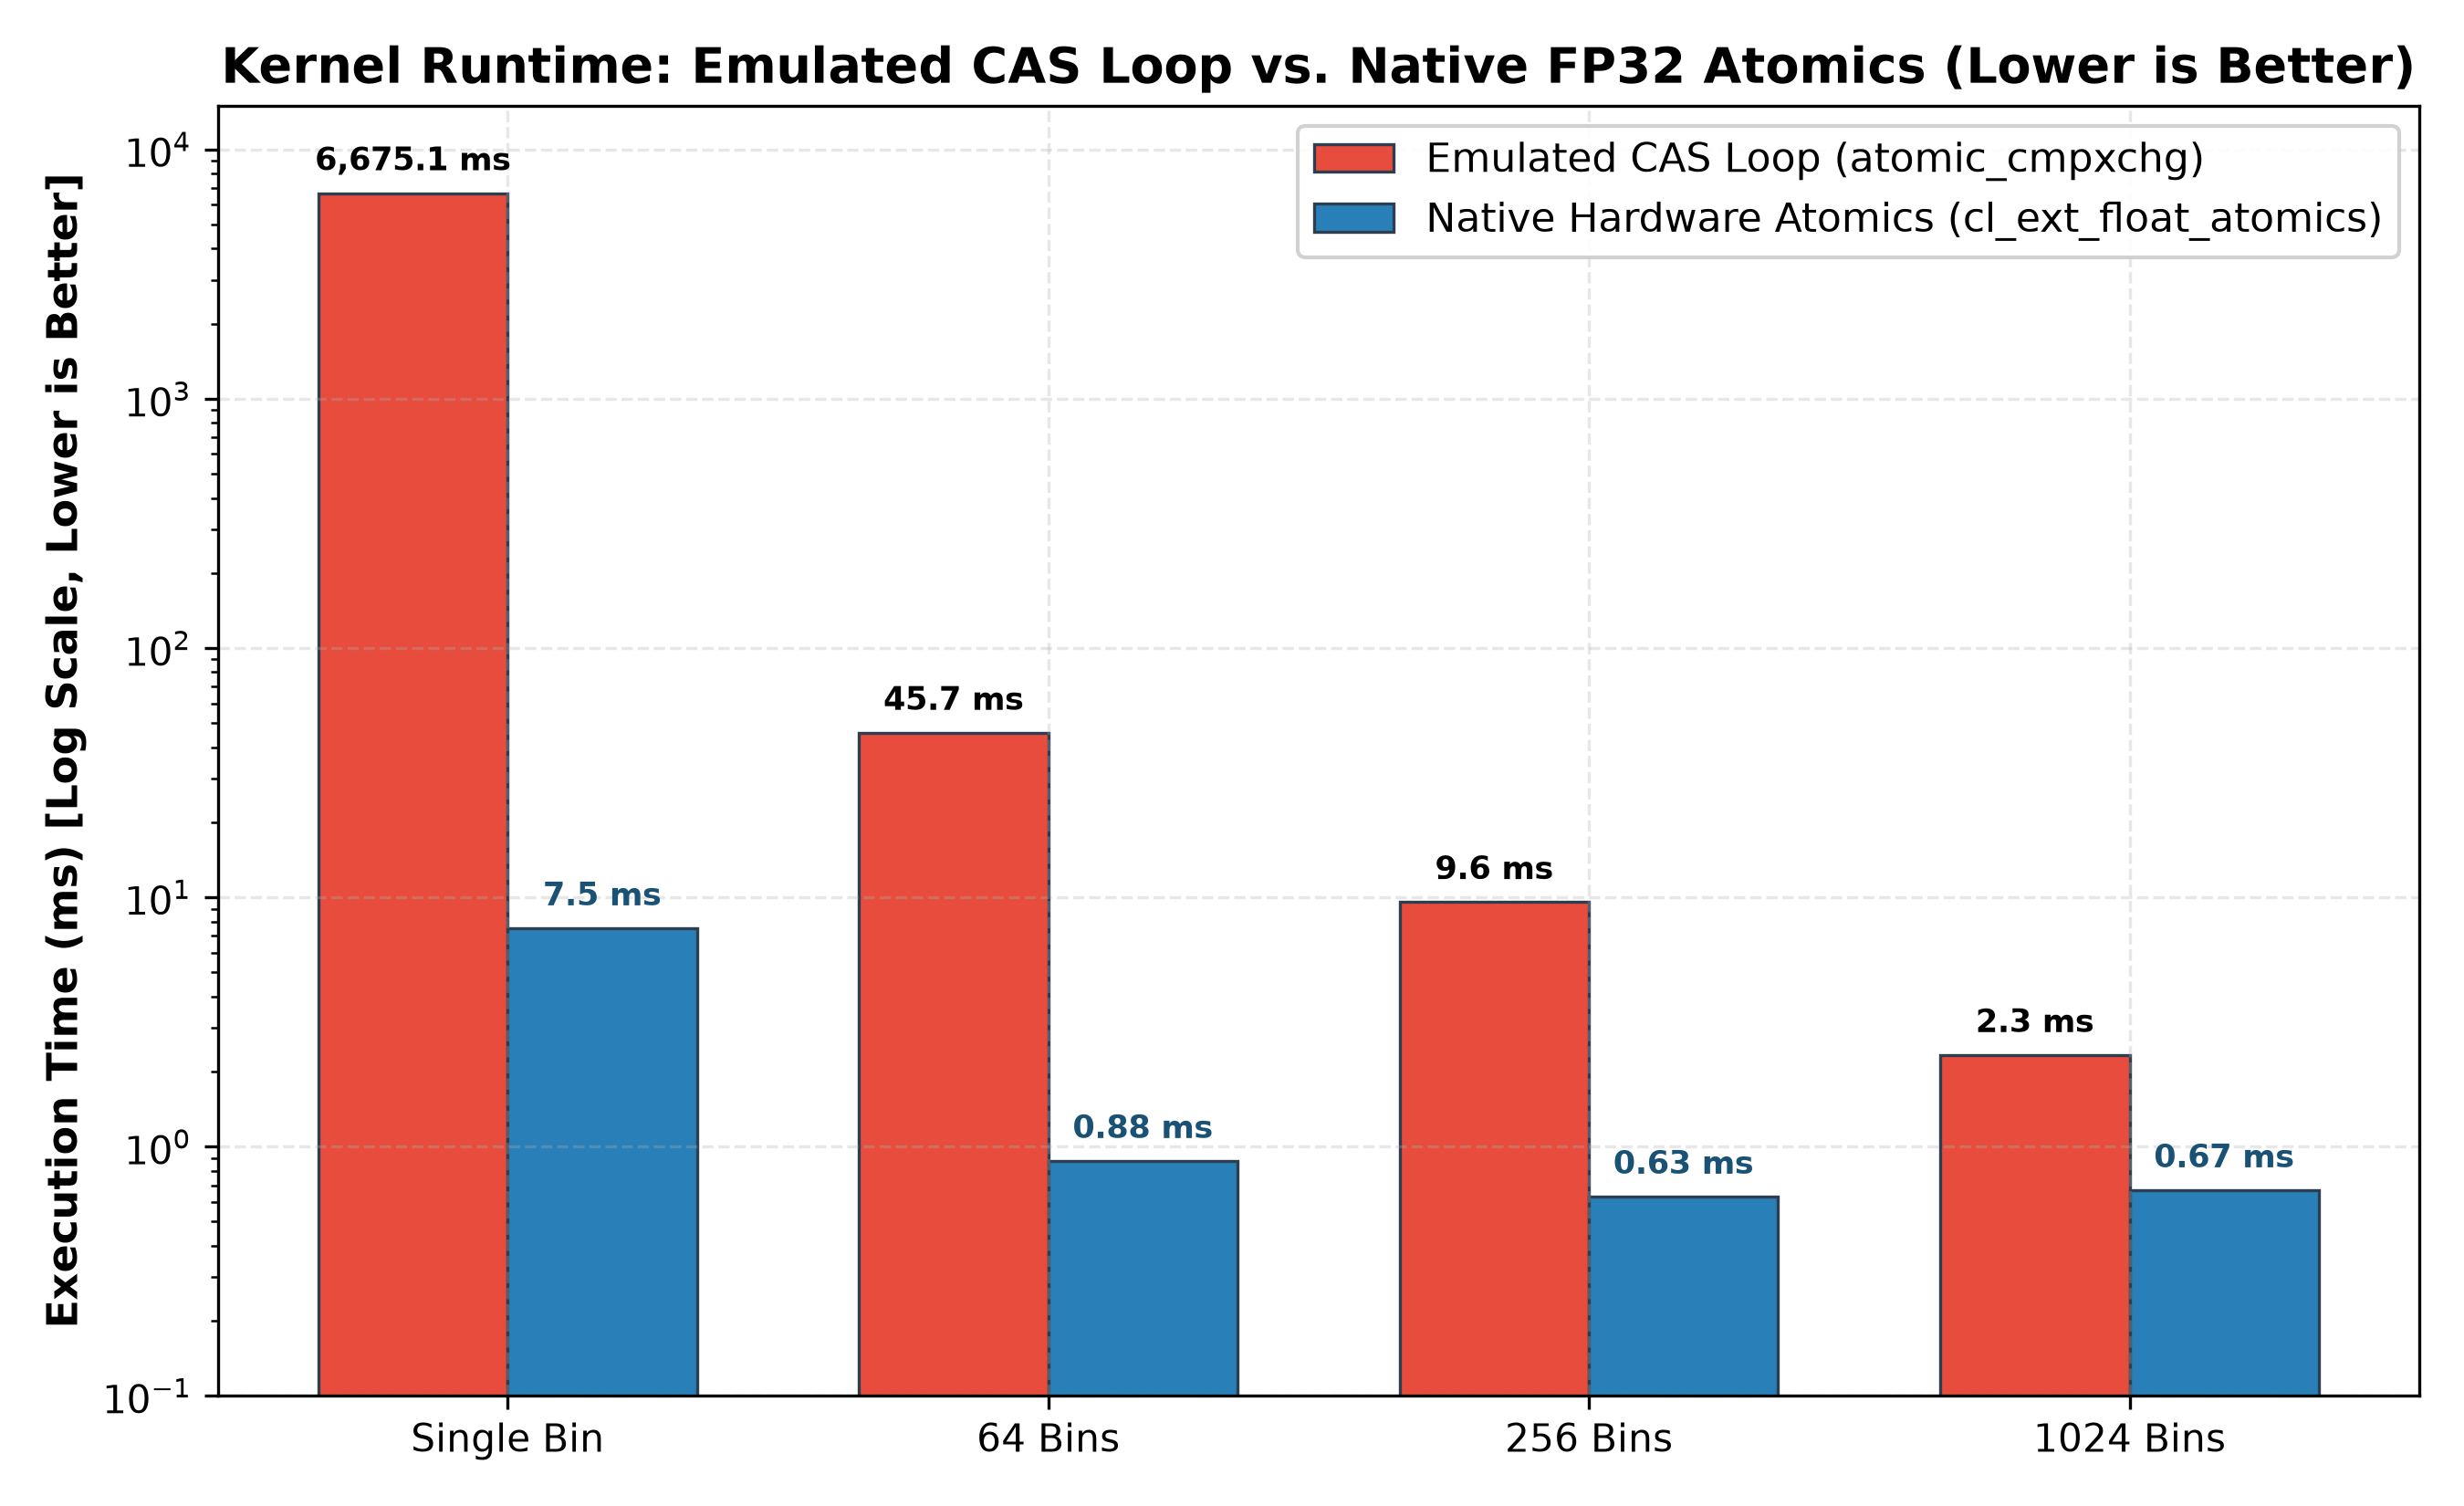 Kernel Runtime: Emulated CAS Loop vs. Native FP32 Atomics (Lower is Better)
Emulated CAS Loop (atomic_cmpxchg)
Native Hardware Atomics (cl_ext_float_atomics)
Execution Time (ms) [Log Scale, Lower is Better]
10⁴
10³
10²
10¹
10⁰
10⁻¹
6,675.1 ms
7.5 ms
45.7 ms
0.88 ms
9.6 ms
0.63 ms
2.3 ms
0.67 ms
Single Bin
64 Bins
256 Bins
1024 Bins